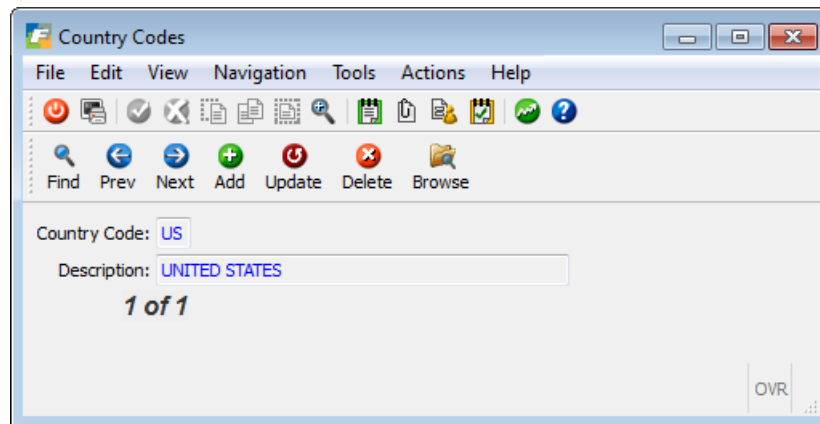 Country Codes
File Edit View Navigation Tools Actions Help
Find Prev Next Add Update Delete Browse
Country Code: US
Description: UNITED STATES
1 of 1
OVR